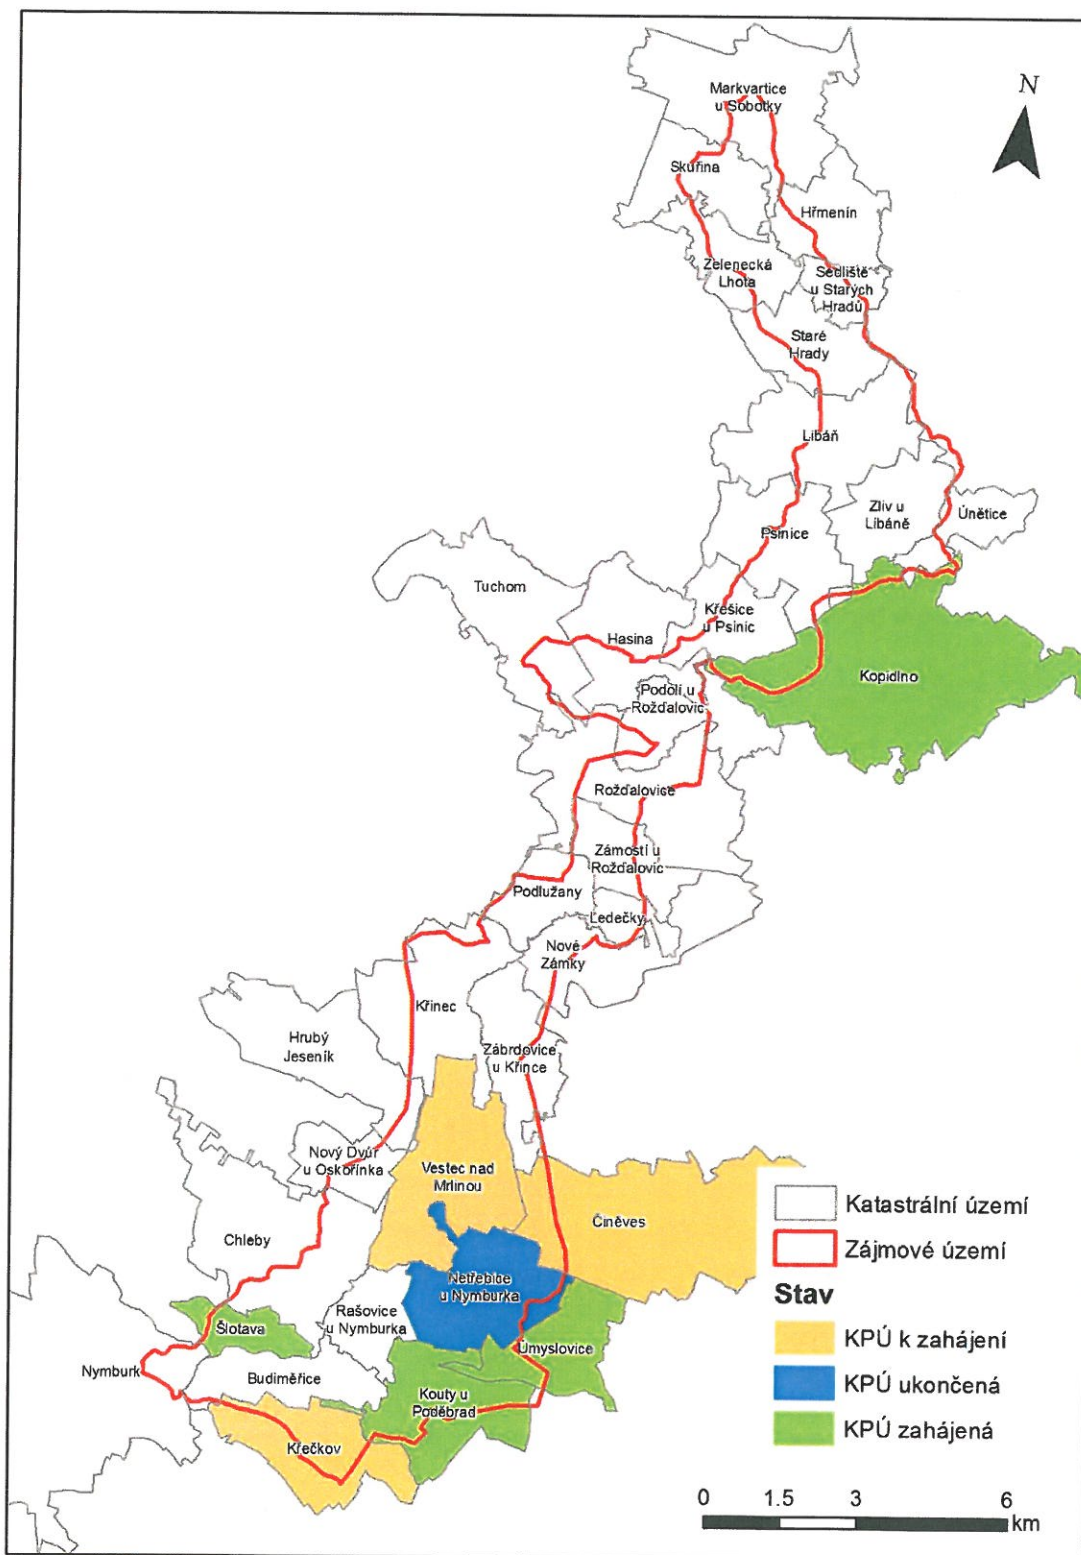 N
Markvartice
u Sobotky
Skuřina
Hřmenín
Zelenecká
Lhota
Sedliště
u Starých
Hradů
Staré
Hrady
Libáň
Zliv u
Libáně
Únětice
Psinice
Tuchom
Křešice
u Psinic
Hasina
Kopidlno
Podolí u
Rožďalovic
Rožďalovice
Zámostí u
Rožďalovic
Podlužany
Ledečky
Nové
Zámky
Křinec
Hrubý
Jeseník
Zábrdovice
u Křince
Nový Dvůr
u Oskořínka
Vestec nad
Mrlinou
Činěves
Chleby
Netřebice
u Nymburka
Rašovice
u Nymburka
Šlotava
Úmyslovice
Nymburk
Budiměřice
Kouty u
Poděbrad
Křečkov
Katastrální území
Zájmové území
Stav
KPÚ k zahájení
KPÚ ukončená
KPÚ zahájená
0 1.5 3 6
km